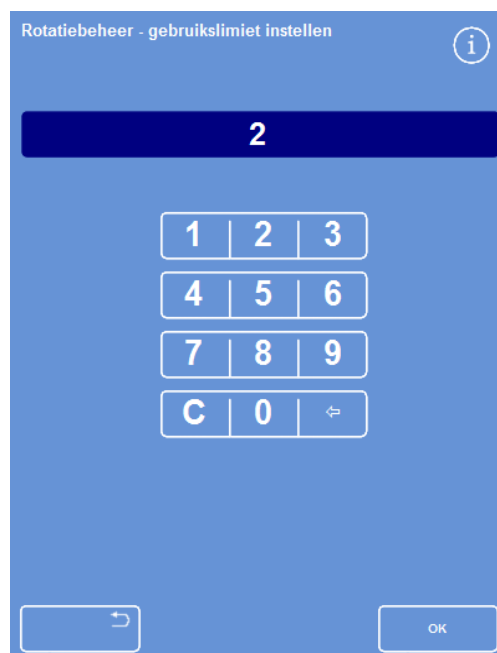 Rotatiebeheer - gebruikslimiet instellen
i
2
1 2 3
4 5 6
7 8 9
C 0 ⇦
OK